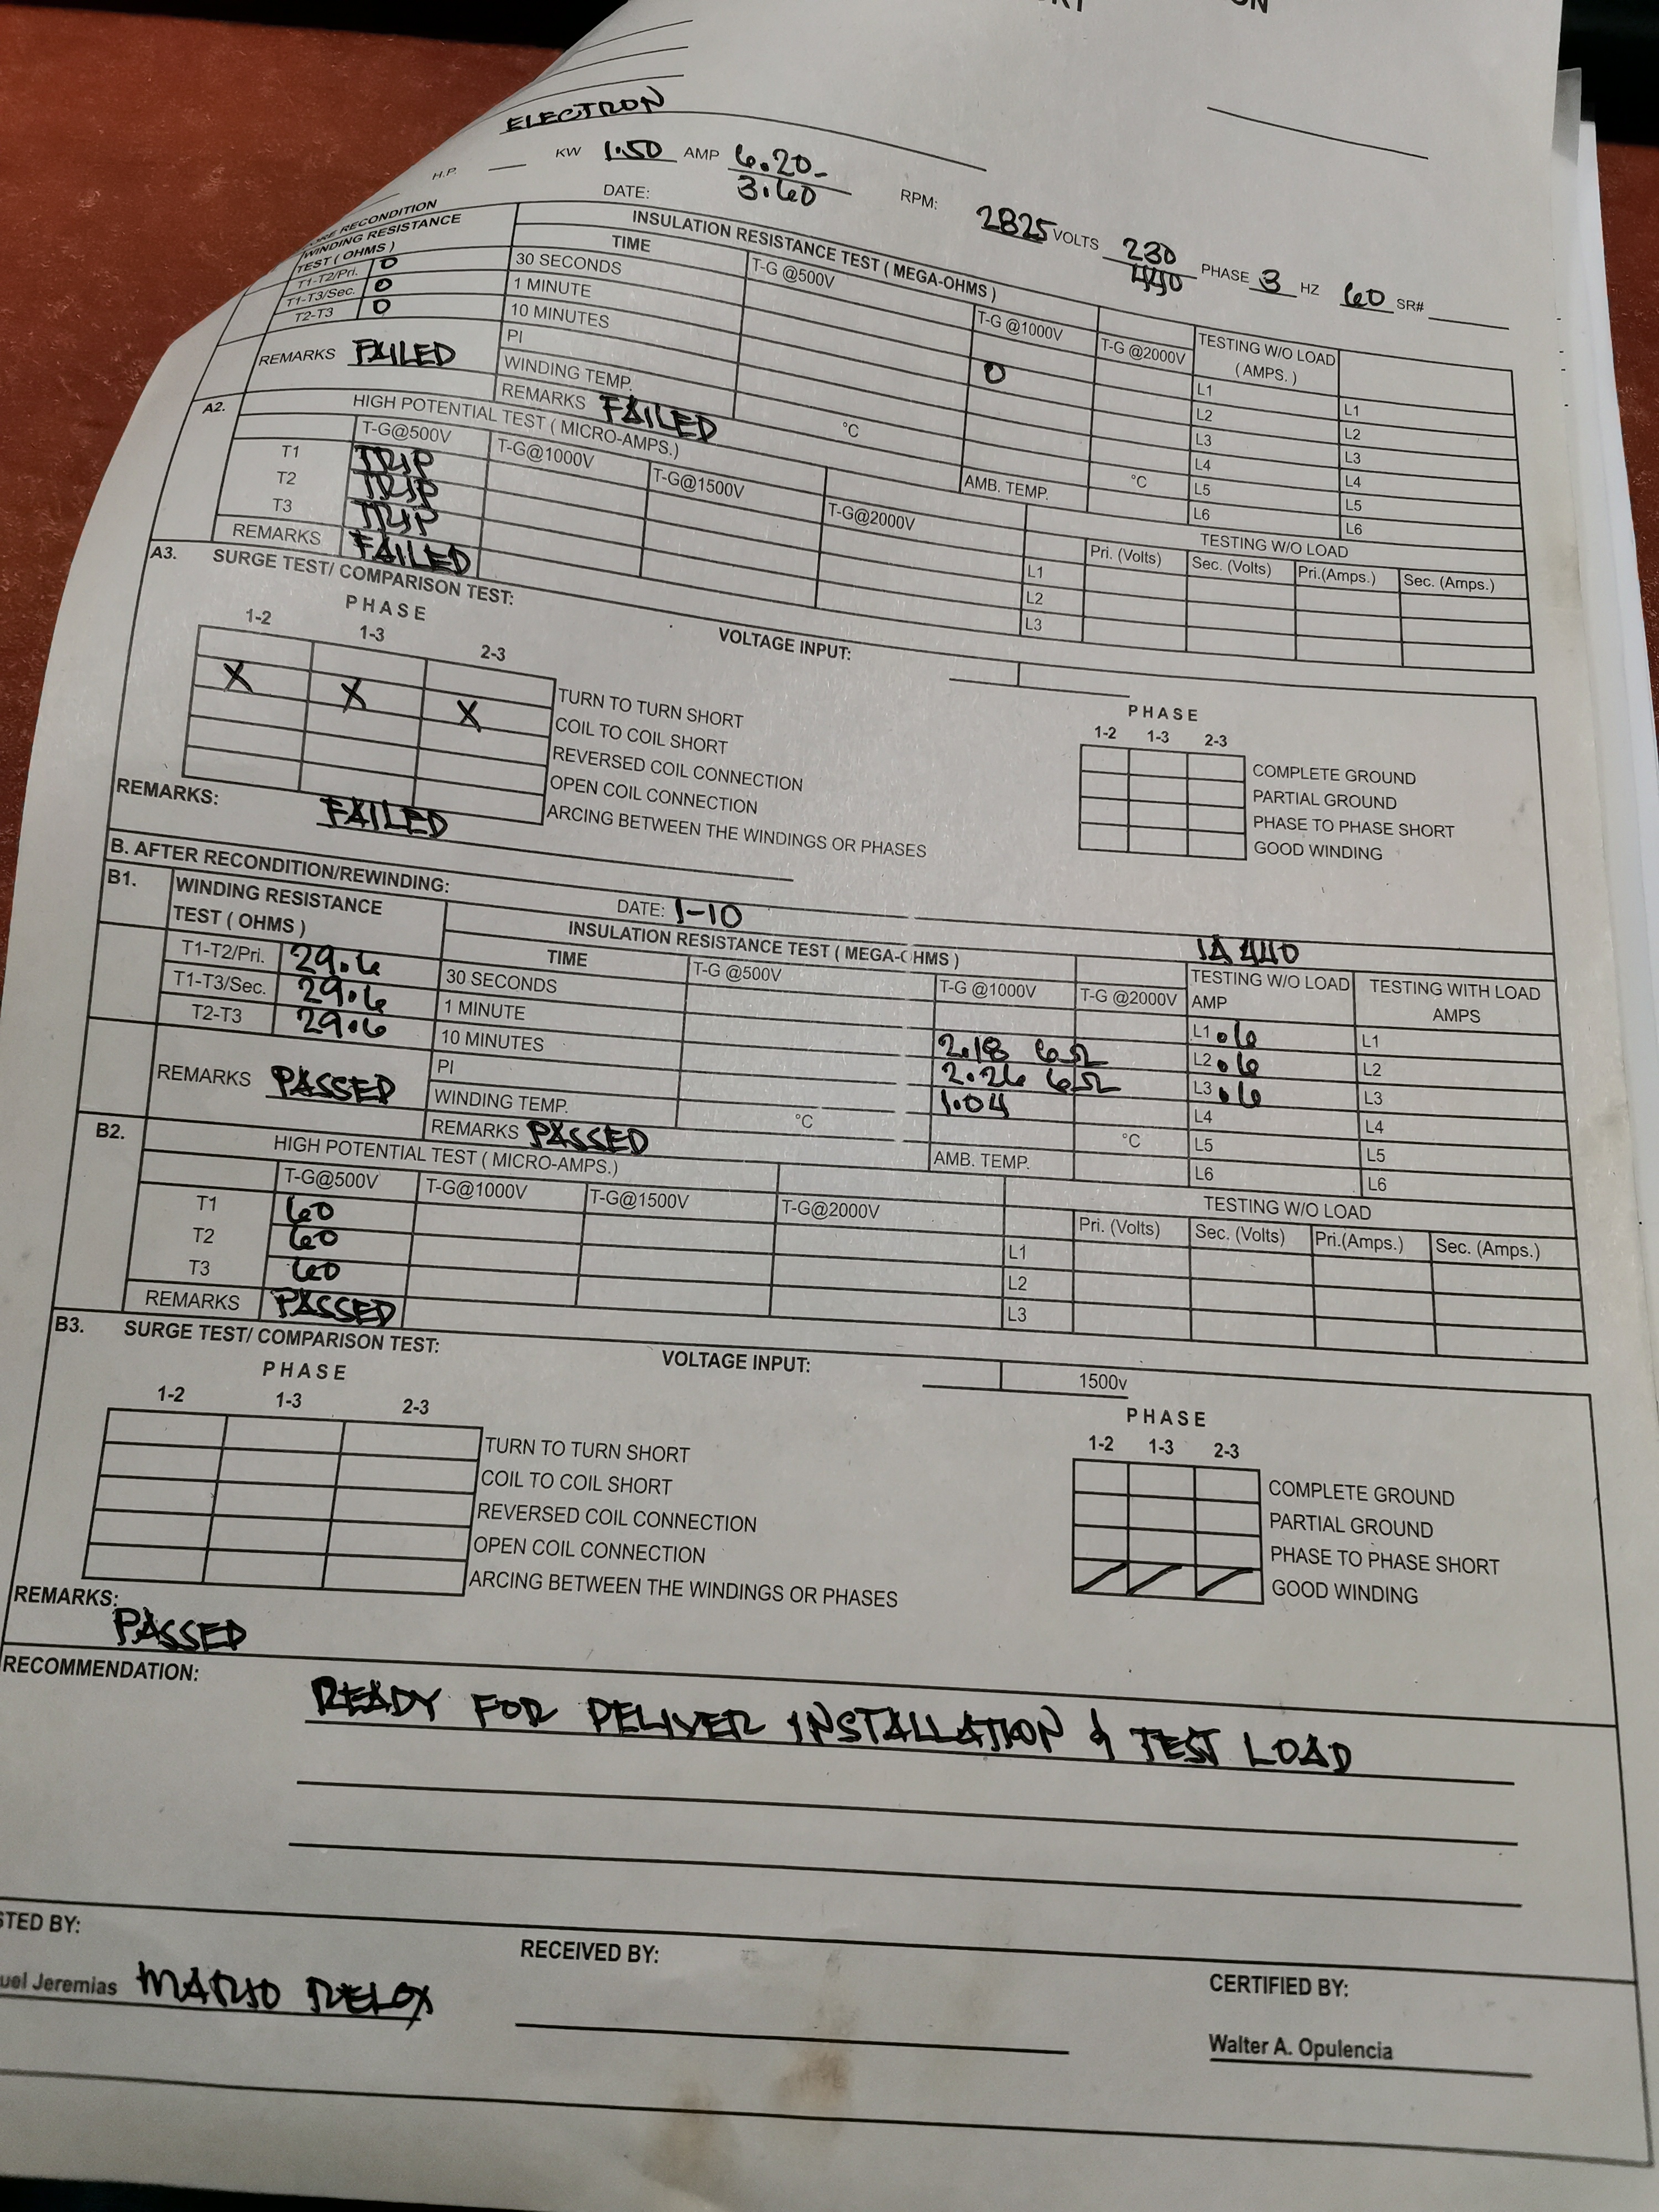 ON
ELECTRON
H.P. KW 1.50 AMP 6.20 / 3.60 RPM: 2825 VOLTS 230 / 440 PHASE 3 HZ 60 SR#
RECONDITION DATE:
WINDING RESISTANCE TEST ( OHMS ) INSULATION RESISTANCE TEST ( MEGA-OHMS )
TIME T-G @500V T-G @1000V T-G @2000V TESTING W/O LOAD ( AMPS. )
T1-T2/Pri. 0 30 SECONDS L1 L1
T1-T3/Sec. 0 1 MINUTE 0 L2 L2
T2-T3 0 10 MINUTES L3 L3
PI L4 L4
REMARKS FAILED WINDING TEMP. °C AMB. TEMP. °C L5 L5
REMARKS FAILED L6 L6
A2. HIGH POTENTIAL TEST ( MICRO-AMPS.) TESTING W/O LOAD
T-G@500V T-G@1000V T-G@1500V T-G@2000V Pri. (Volts) Sec. (Volts) Pri.(Amps.) Sec. (Amps.)
T1 TRIP L1
T2 TRIP L2
T3 TRIP L3
REMARKS FAILED
A3. SURGE TEST/ COMPARISON TEST: VOLTAGE INPUT:
PHASE PHASE
1-2 1-3 2-3 1-2 1-3 2-3
X X X TURN TO TURN SHORT COMPLETE GROUND
COIL TO COIL SHORT PARTIAL GROUND
REVERSED COIL CONNECTION PHASE TO PHASE SHORT
OPEN COIL CONNECTION GOOD WINDING
ARCING BETWEEN THE WINDINGS OR PHASES
REMARKS: FAILED
B. AFTER RECONDITION/REWINDING: DATE: 1-10
B1. WINDING RESISTANCE TEST ( OHMS ) INSULATION RESISTANCE TEST ( MEGA-OHMS ) 440
TIME T-G @500V T-G @1000V T-G @2000V TESTING W/O LOAD AMP TESTING WITH LOAD AMPS
T1-T2/Pri. 29.6 30 SECONDS L1 .6 L1
T1-T3/Sec. 29.6 1 MINUTE 2.18 GΩ L2 .6 L2
T2-T3 29.6 10 MINUTES 2.26 GΩ L3 .6 L3
PI 1.04 L4 L4
REMARKS PASSED WINDING TEMP. °C AMB. TEMP. °C L5 L5
REMARKS PASSED L6 L6
B2. HIGH POTENTIAL TEST ( MICRO-AMPS.) TESTING W/O LOAD
T-G@500V T-G@1000V T-G@1500V T-G@2000V Pri. (Volts) Sec. (Volts) Pri.(Amps.) Sec. (Amps.)
T1 60 L1
T2 60 L2
T3 60 L3
REMARKS PASSED
B3. SURGE TEST/ COMPARISON TEST: VOLTAGE INPUT: 1500v
PHASE PHASE
1-2 1-3 2-3 1-2 1-3 2-3
TURN TO TURN SHORT COMPLETE GROUND
COIL TO COIL SHORT PARTIAL GROUND
REVERSED COIL CONNECTION PHASE TO PHASE SHORT
OPEN COIL CONNECTION GOOD WINDING
ARCING BETWEEN THE WINDINGS OR PHASES
REMARKS: PASSED
RECOMMENDATION: READY FOR DELIVER INSTALLATION & TEST LOAD
STED BY: RECEIVED BY: CERTIFIED BY:
uel Jeremias MARIO RELOX Walter A. Opulencia